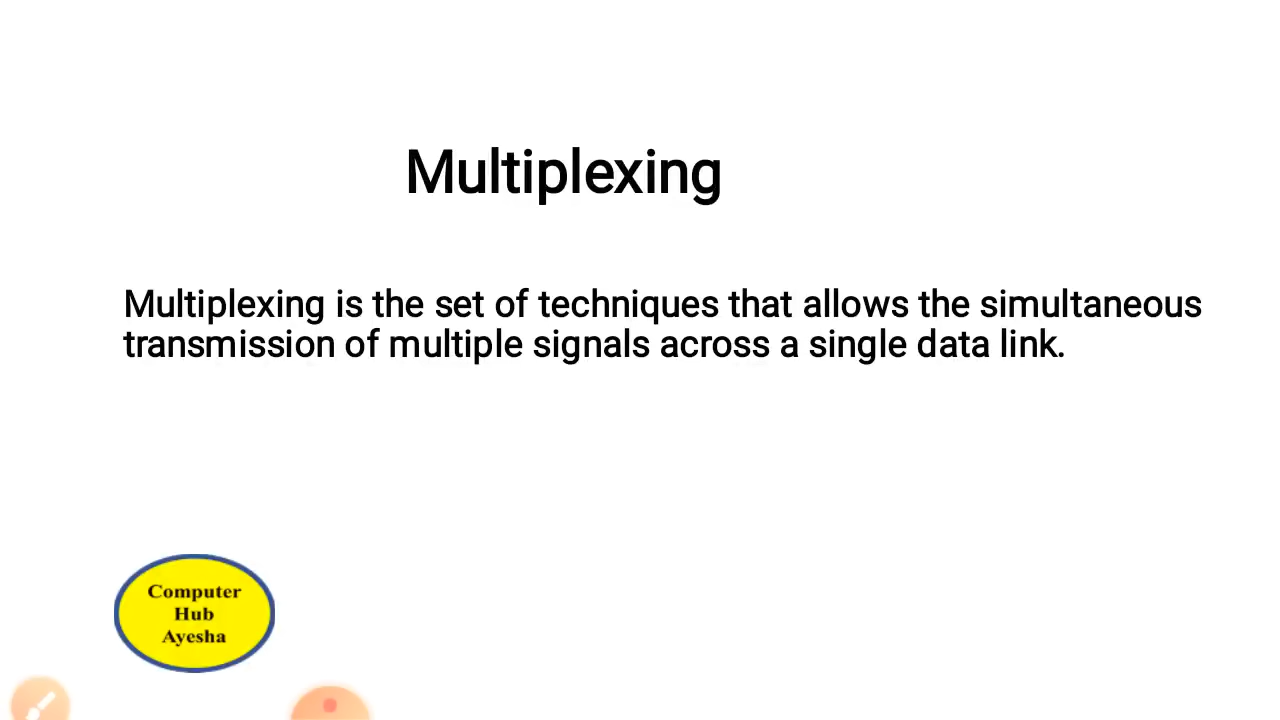 Multiplexing
Multiplexing is the set of techniques that allows the simultaneous
transmission of multiple signals across a single data link.
Computer
Hub
Ayesha